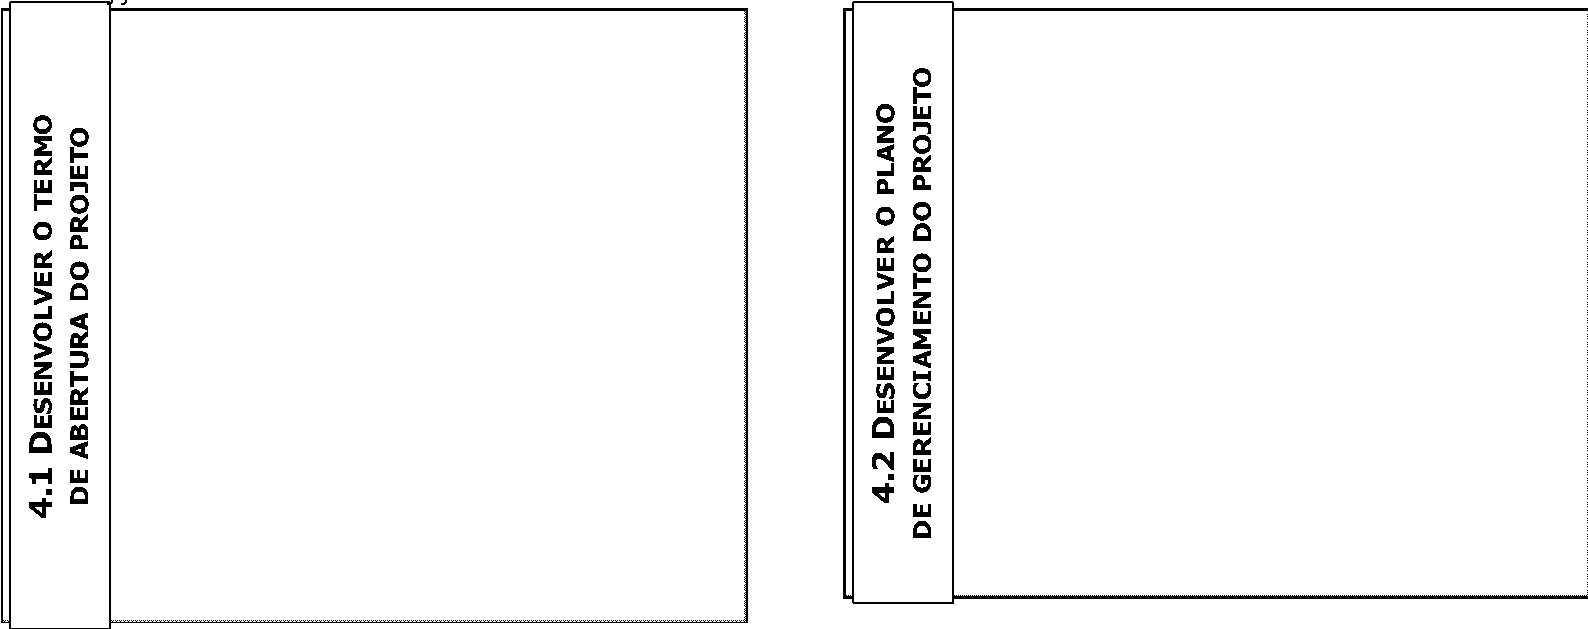 4.1 DESENVOLVER O TERMO
DE ABERTURA DO PROJETO
4.2 DESENVOLVER O PLANO
DE GERENCIAMENTO DO PROJETO